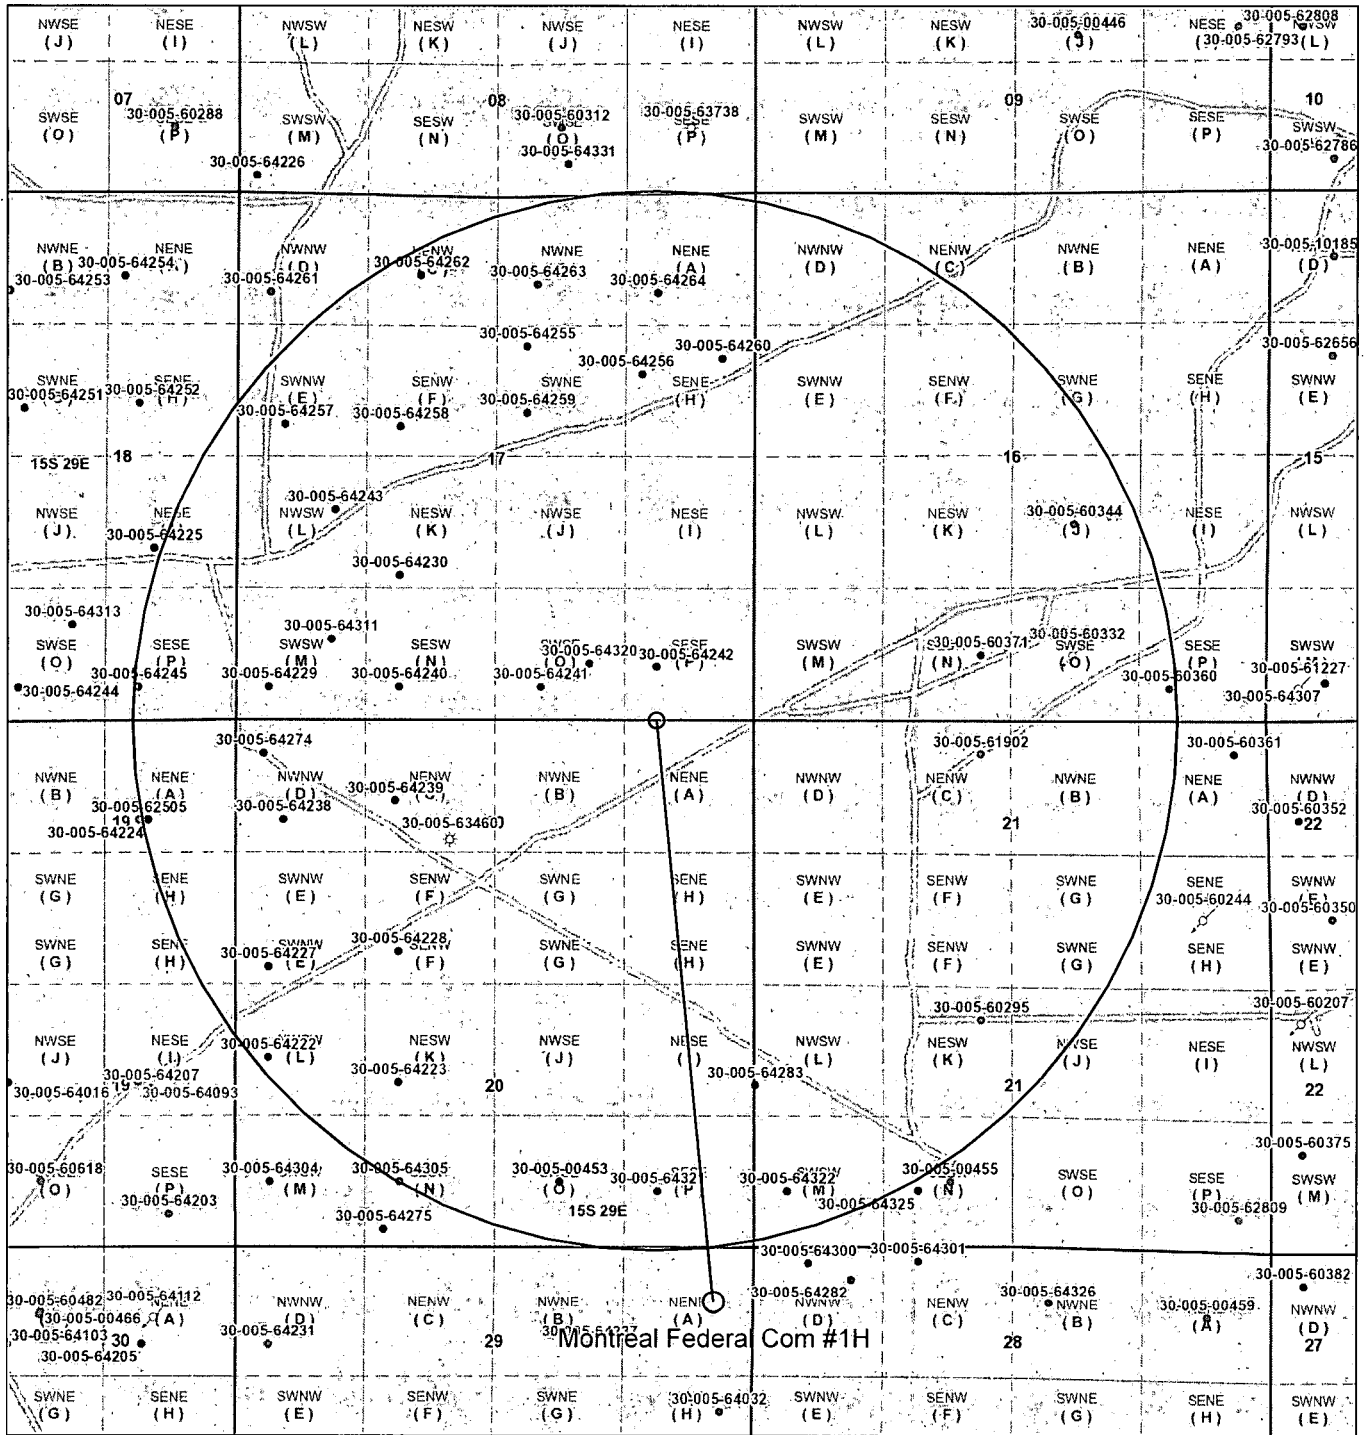 NWSE NESE NWSW NESW NWSE NESE NWSW NESW 30-005-00446 NESE 30-005-62808 NWSW
(J) (I) (L) (K) (J) (I) (L) (K) (J) 30-005-62793 (L)
07 08 09 10
30-005-60288 30-005-60312 30-005-63738
SWSE SWSW SESW SESE SWSW SESW SWSE SESE SWSW
(O) (P) (M) (N) (O) (P) (M) (N) (O) (P)
30-005-64331 30-005-62786
30-005-64226
NWNE NENE NWNW NENW NWNE NENE NWNW NENW NWNE NENE 30-005-10185
(B) 30-005-64254 (D) 30-005-64262 30-005-64263 (A) (D) (C) (B) (A) (D)
30-005-64253 30-005-64261 30-005-64264
30-005-64255 30-005-64260 30-005-62656
30-005-64256
SWNE SENE SWNW SENW SWNE SENE SWNW SENW SWNE SENE SWNW
30-005-64251 30-005-64252 (E) (F) 30-005-64259 (H) (E) (F) (G) (H) (E)
(H) 30-005-64257 30-005-64258
15S 29E 18 17 16 15
30-005-64243
NWSE NESE NWSW NESW NWSE NESE NWSW NESW 30-005-60344 NESE NWSW
(J) 30-005-64225 (L) (K) (J) (I) (L) (K) (J) (I) (L)
30-005-64230
30-005-64313
30-005-64311 30-005-60371 30-005-60332
SWSE SESE SWSW SESW SWSE SESE SWSW SWSE SESE SWSW
(O) (P) (M) (N) (O) 30-005-64320 30-005-64242 (M) (N) (O) (P) 30-005-61227
30-005-64244 30-005-64245 30-005-64229 30-005-64240 30-005-64241 30-005-60360 30-005-64307
30-005-64274 30-005-61902 30-005-60361
NWNE NENE NWNW NENW NWNE NENE NWNW NENW NWNE NENE NWNW
(B) (A) (D) 30-005-64239 (B) (A) (D) (C) (B) (A) (D)
30-005-62505 30-005-64238 30-005-60352
19 30-005-64224 30-005-63460 21 22
SWNE SENE SWNW SENW SWNE SENE SWNW SENW SWNE SENE SWNW
(G) (H) (E) (F) (G) (H) (E) (F) (G) 30-005-60244 (E)
30-005-60350
SWNE SENE SWNW 30-005-64228 SENW SWNE SENE SWNW SENW SWNE SENE SWNW
(G) (H) 30-005-64227 (E) (F) (G) (H) (E) (F) (G) (H) (E)
30-005-60295 30-005-60207
NWSE NESE 30-005-64222 NESW NWSE NESE NWSW NESW NWSE NESE NWSW
(J) (I) (L) (K) (J) (I) (L) (K) (J) (I) (L)
30-005-64207 30-005-64223 30-005-64283
30-005-64016 19 30-005-64093 20 21 22
30-005-60375
30-005-60618 SESE 30-005-64304 30-005-64305 30-005-00453 SESE SWSW 30-005-00455 SWSE SESE SWSW
(O) (P) (M) (N) (O) 30-005-64321 (P) 30-005-64322 (M) (N) (O) (P) (M)
30-005-64203 15S 29E 30-005-64325 30-005-62809
30-005-64275
30-005-64300 30-005-64301
30-005-60382
30-005-60482 30-005-64112 NENE NWNW NENW NWNE NENE 30-005-64282 NWNW NENW 30-005-64326 NWNE 30-005-00459 NWNW
30-005-00466 (A) (D) (C) (B) (A) (D) (C) (B) (A) (D)
30-005-64103 30 30-005-64231 29 Montreal Federal Com #1H 28 27
30-005-64205
SWNE SENE SWNW SENW SWNE 30-005-64032 SWNW SENW SWNE SENE SWNW
(G) (H) (E) (F) (G) (H) (E) (F) (G) (H) (E)